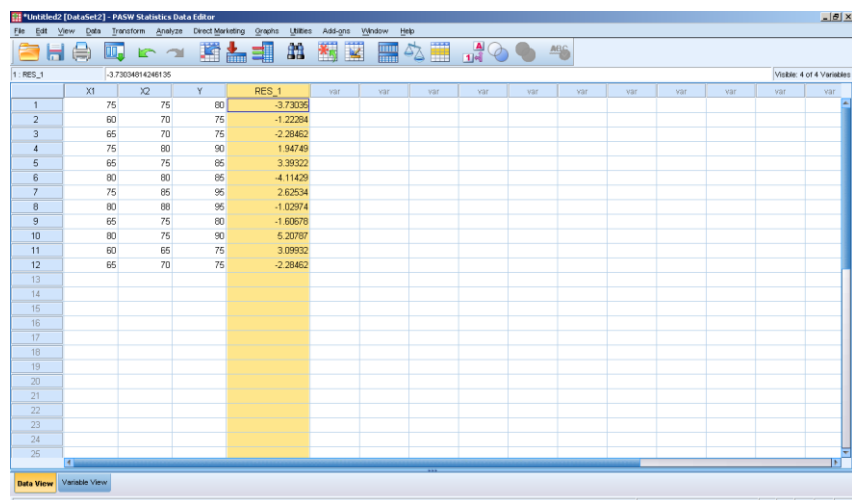 *Untitled2 [DataSet2] - PASW Statistics Data Editor
File Edit View Data Transform Analyze Direct Marketing Graphs Utilities Add-ons Window Help
1 : RES_1 -3.73034814246135 Visible: 4 of 4 Variables
X1 X2 Y RES_1 var var var var var var var var var
1 75 75 80 -3.73035
2 60 70 75 -1.22284
3 65 70 75 -2.28462
4 75 80 90 1.94749
5 65 75 85 3.39322
6 80 80 85 -4.11429
7 75 85 95 2.62534
8 80 88 95 -1.02974
9 65 75 80 -1.60678
10 80 75 90 5.20787
11 60 65 75 3.09932
12 65 70 75 -2.28462
13
14
15
16
17
18
19
20
21
22
23
24
25
Data View Variable View